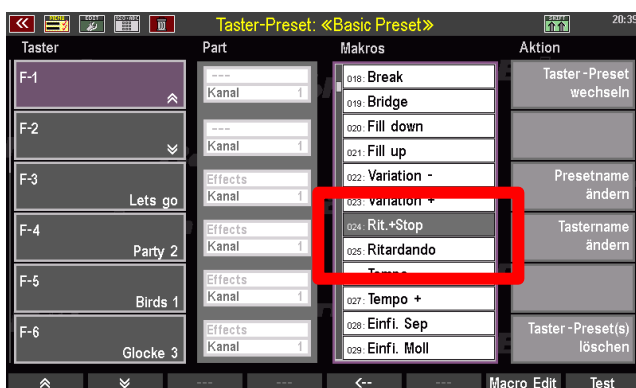 Taster-Preset: «Basic Preset»
20:39
Taster
Part
Makros
Aktion
F-1
---
Kanal 1
F-2
---
Kanal 1
F-3
Lets go
Effects
Kanal 1
F-4
Party 2
Effects
Kanal 1
F-5
Birds 1
Effects
Kanal 1
F-6
Glocke 3
Effects
Kanal 1
018: Break
019: Bridge
020: Fill down
021: Fill up
022: Variation -
023: Variation +
024: Rit.+Stop
025: Ritardando
Tempo
027: Tempo +
028: Einfi. Sep
029: Einfi. Moll
Taster-Preset
wechseln
Presetname
ändern
Tastername
ändern
Taster-Preset(s)
löschen
--- --- <-- --- Macro Edit Test